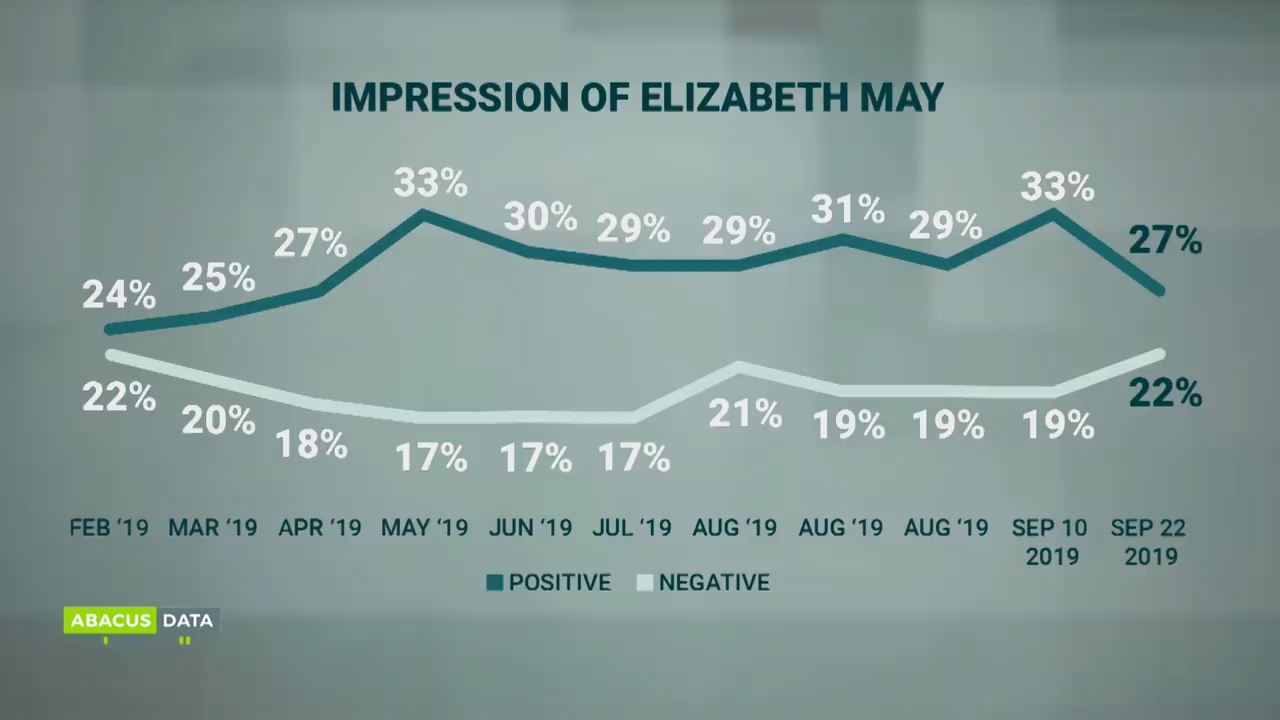 IMPRESSION OF ELIZABETH MAY
24% 25% 27% 33% 30% 29% 29% 31% 29% 33% 27%
22% 20% 18% 17% 17% 17% 21% 19% 19% 19% 22%
FEB ‘19 MAR ‘19 APR ‘19 MAY ‘19 JUN ‘19 JUL ‘19 AUG ‘19 AUG ‘19 AUG ‘19 SEP 10 SEP 22
2019 2019
POSITIVE NEGATIVE
ABACUS DATA